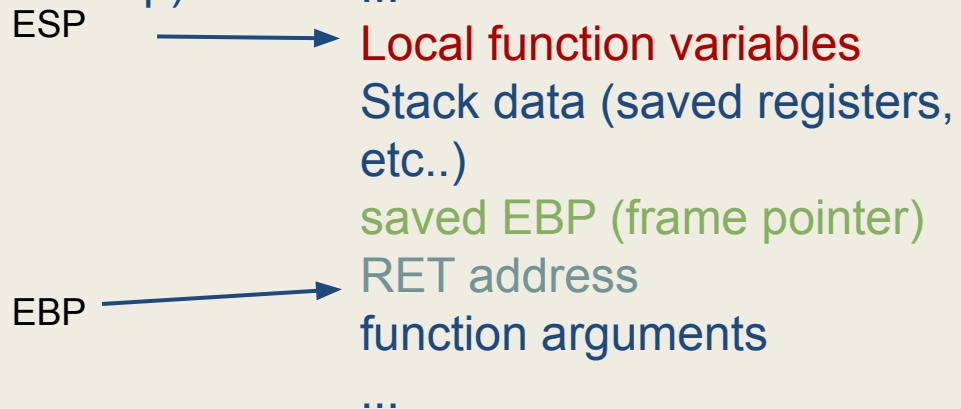 ...
ESP
Local function variables
Stack data (saved registers,
etc..)
saved EBP (frame pointer)
RET address
EBP
function arguments
...